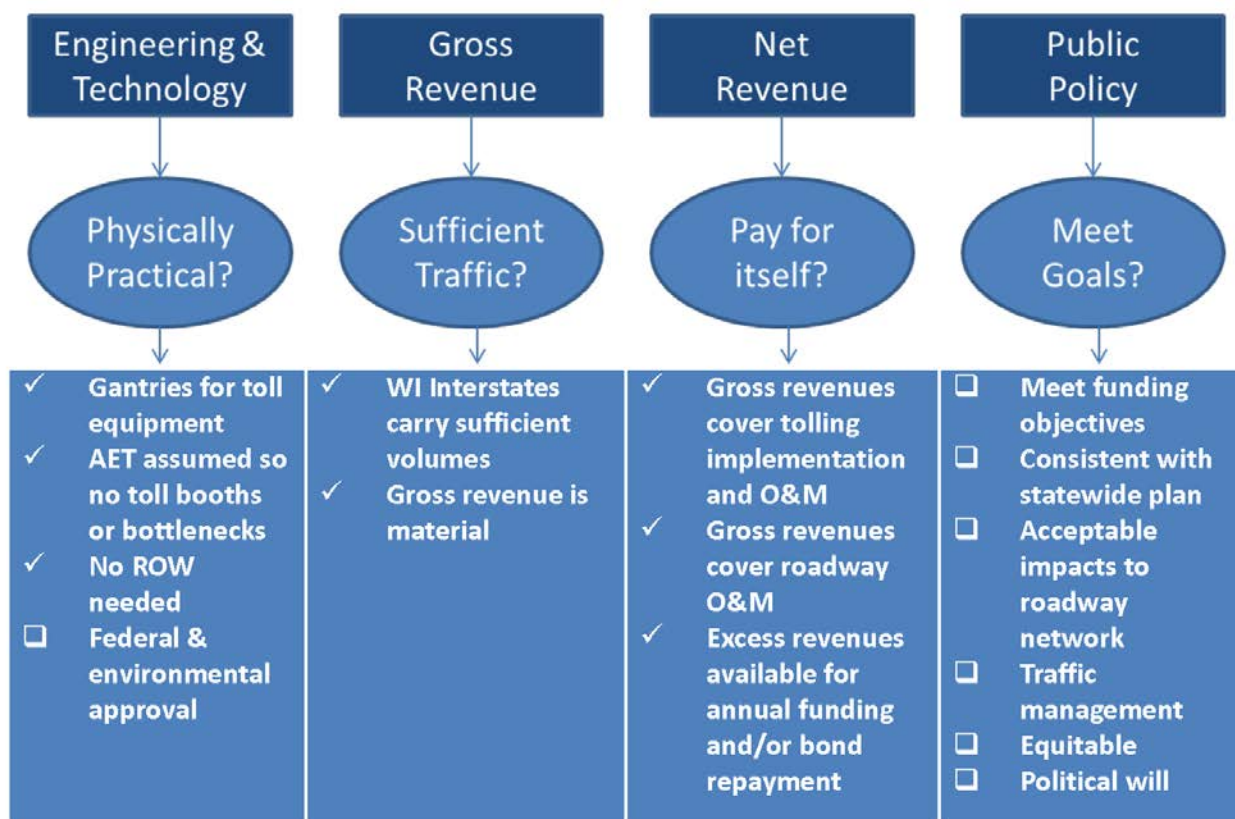 Engineering &
Technology
Physically
Practical?
✓ Gantries for toll
equipment
✓ AET assumed so
no toll booths
or bottlenecks
✓ No ROW
needed
❑ Federal &
environmental
approval
Gross
Revenue
Sufficient
Traffic?
✓ WI Interstates
carry sufficient
volumes
✓ Gross revenue is
material
Net
Revenue
Pay for
itself?
✓ Gross revenues
cover tolling
implementation
and O&M
✓ Gross revenues
cover roadway
O&M
✓ Excess revenues
available for
annual funding
and/or bond
repayment
Public
Policy
Meet
Goals?
❑ Meet funding
objectives
❑ Consistent with
statewide plan
❑ Acceptable
impacts to
roadway
network
❑ Traffic
management
❑ Equitable
❑ Political will